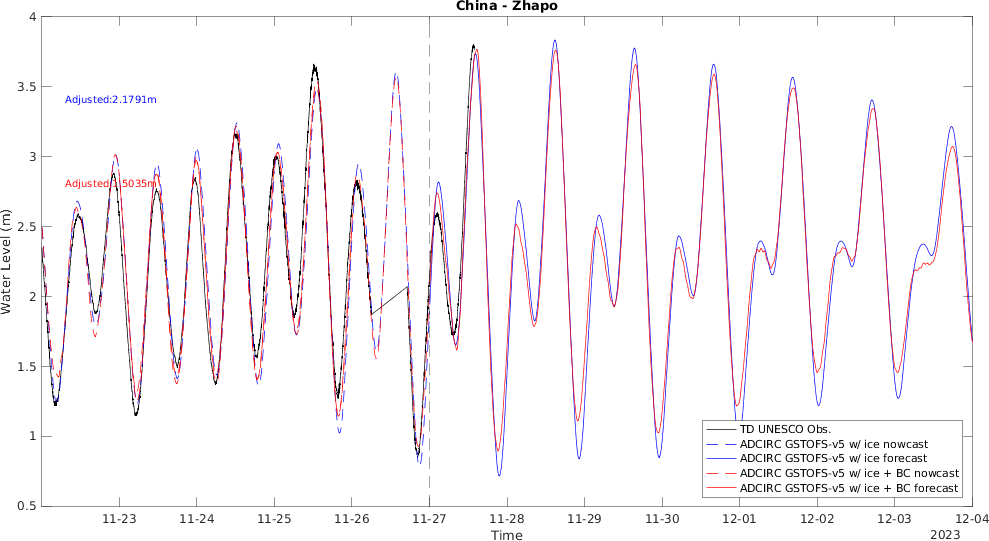 China - Zhapo
4
3.5
3
2.5
2
1.5
1
0.5
Water Level (m)
Adjusted:2.1791m
TD UNESCO Obs.
ADCIRC GSTOFS-v5 w/ ice nowcast
ADCIRC GSTOFS-v5 w/ ice forecast
ADCIRC GSTOFS-v5 w/ ice + BC nowcast
ADCIRC GSTOFS-v5 w/ ice + BC forecast
11-23 11-24 11-25 11-26 11-27 11-28 11-29 11-30 12-01 12-02 12-03 12-04
Time
2023